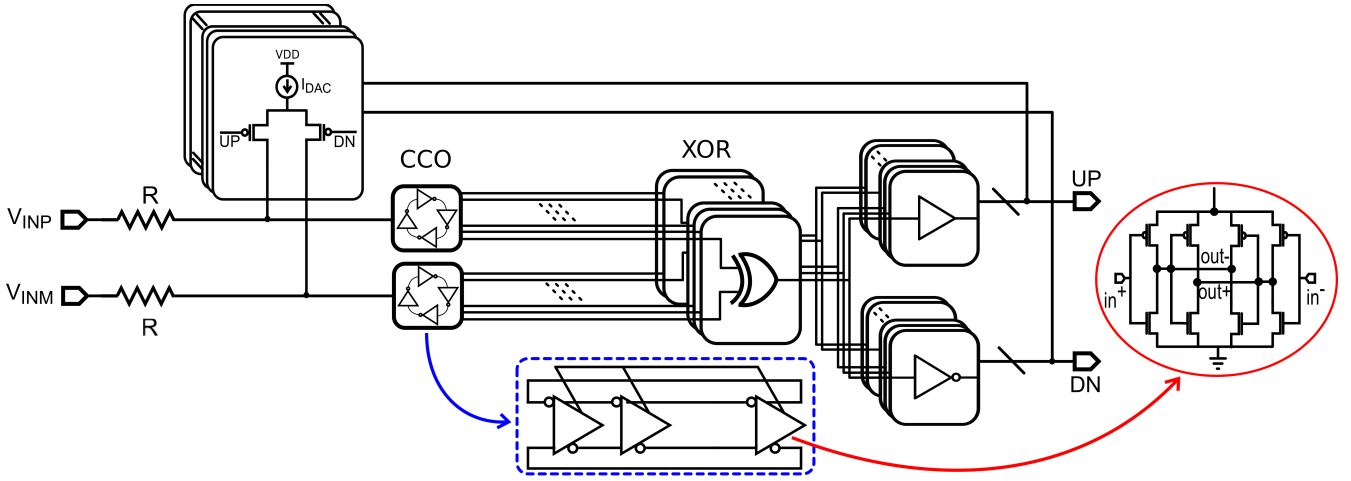 VDD
IDAC
UP
DN
CCO
XOR
R
VINP
UP
VINM
R
DN
out-
out+
in+
in-